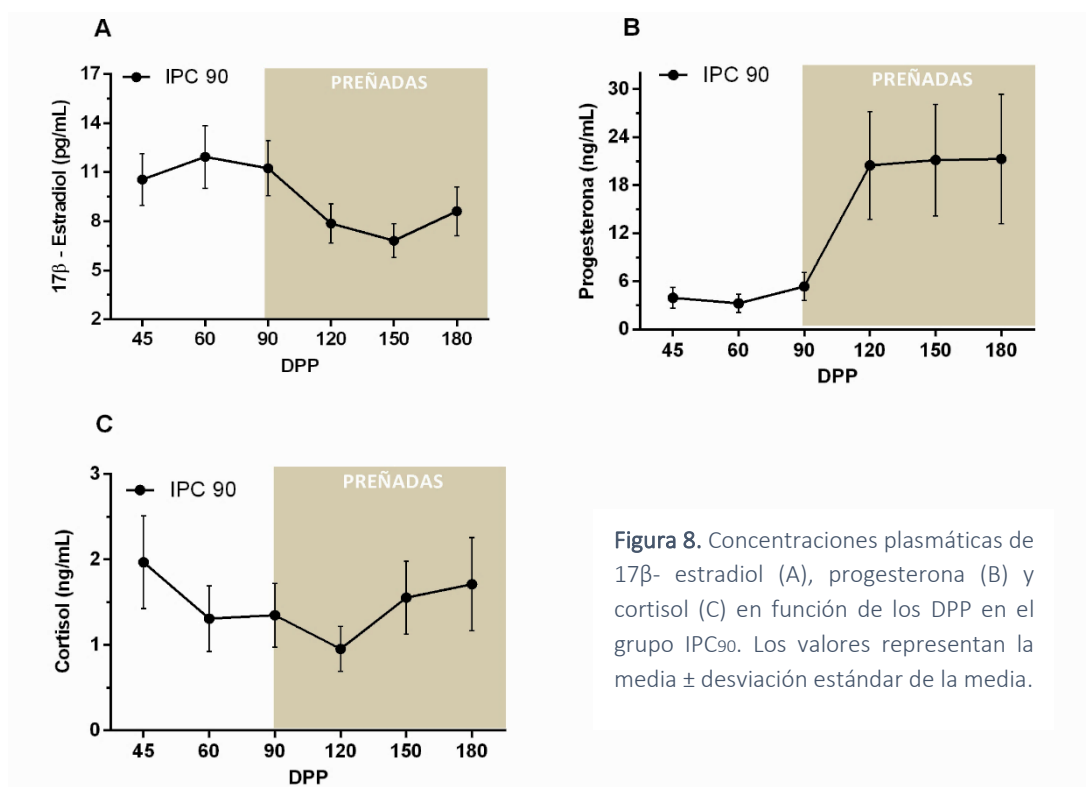 A
IPC 90
PREÑADAS
17β - Estradiol (pg/mL)
17
14
11
8
5
2
45 60 90 120 150 180
DPP
B
IPC 90
PREÑADAS
Progesterona (ng/mL)
30
24
18
12
6
0
45 60 90 120 150 180
DPP
C
IPC 90
PREÑADAS
Cortisol (ng/mL)
3
2
1
0
45 60 90 120 150 180
DPP
Figura 8. Concentraciones plasmáticas de
17β- estradiol (A), progesterona (B) y
cortisol (C) en función de los DPP en el
grupo IPC90. Los valores representan la
media ± desviación estándar de la media.